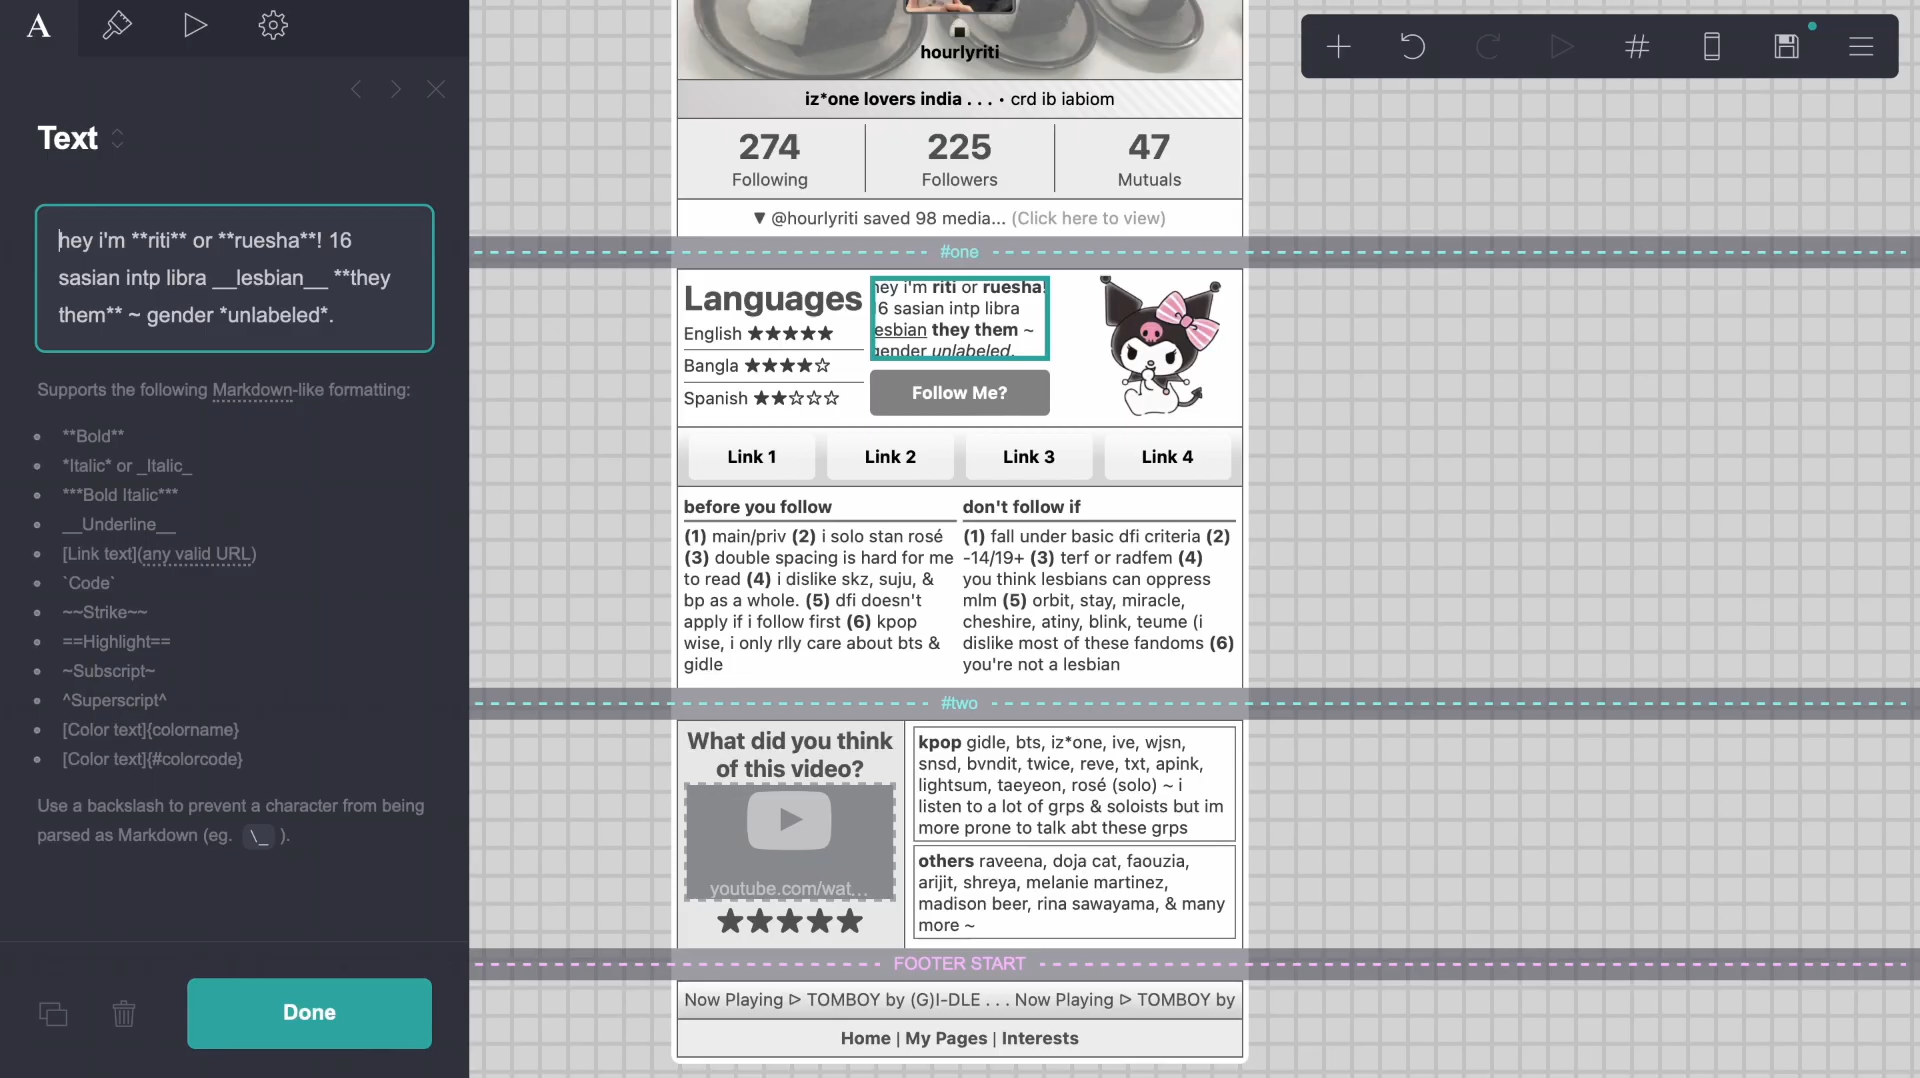 A
Text
hey i'm **riti** or **ruesha**! 16
sasian intp libra __lesbian__ **they
them** ~ gender *unlabeled*.
Supports the following Markdown-like formatting:
**Bold**
*Italic* or _Italic_
***Bold Italic***
__Underline__
[Link text](any valid URL)
`Code`
~~Strike~~
==Highlight==
~Subscript~
^Superscript^
[Color text]{colorname}
[Color text]{#colorcode}
Use a backslash to prevent a character from being
parsed as Markdown (eg. \_ ).
Done
hourlyriti
iz*one lovers india . . . • crd ib iabiom
274 225 47
Following Followers Mutuals
▼ @hourlyriti saved 98 media... (Click here to view)
#one
Languages
English ★★★★★
Bangla ★★★★☆
Spanish ★★☆☆☆
hey i'm riti or ruesha!
16 sasian intp libra
lesbian they them ~
gender unlabeled.
Follow Me?
Link 1 Link 2 Link 3 Link 4
before you follow
(1) main/priv (2) i solo stan rosé
(3) double spacing is hard for me
to read (4) i dislike skz, suju, &
bp as a whole. (5) dfi doesn't
apply if i follow first (6) kpop
wise, i only rlly care about bts &
gidle
don't follow if
(1) fall under basic dfi criteria (2)
-14/19+ (3) terf or radfem (4)
you think lesbians can oppress
mlm (5) orbit, stay, miracle,
cheshire, atiny, blink, teume (i
dislike most of these fandoms (6)
you're not a lesbian
#two
What did you think
of this video?
youtube.com/wat...
★★★★★
kpop gidle, bts, iz*one, ive, wjsn,
snsd, bvndit, twice, reve, txt, apink,
lightsum, taeyeon, rosé (solo) ~ i
listen to a lot of grps & soloists but im
more prone to talk abt these grps
others raveena, doja cat, faouzia,
arijit, shreya, melanie martinez,
madison beer, rina sawayama, & many
more ~
FOOTER START
Now Playing ▷ TOMBOY by (G)I-DLE . . . Now Playing ▷ TOMBOY by
Home | My Pages | Interests